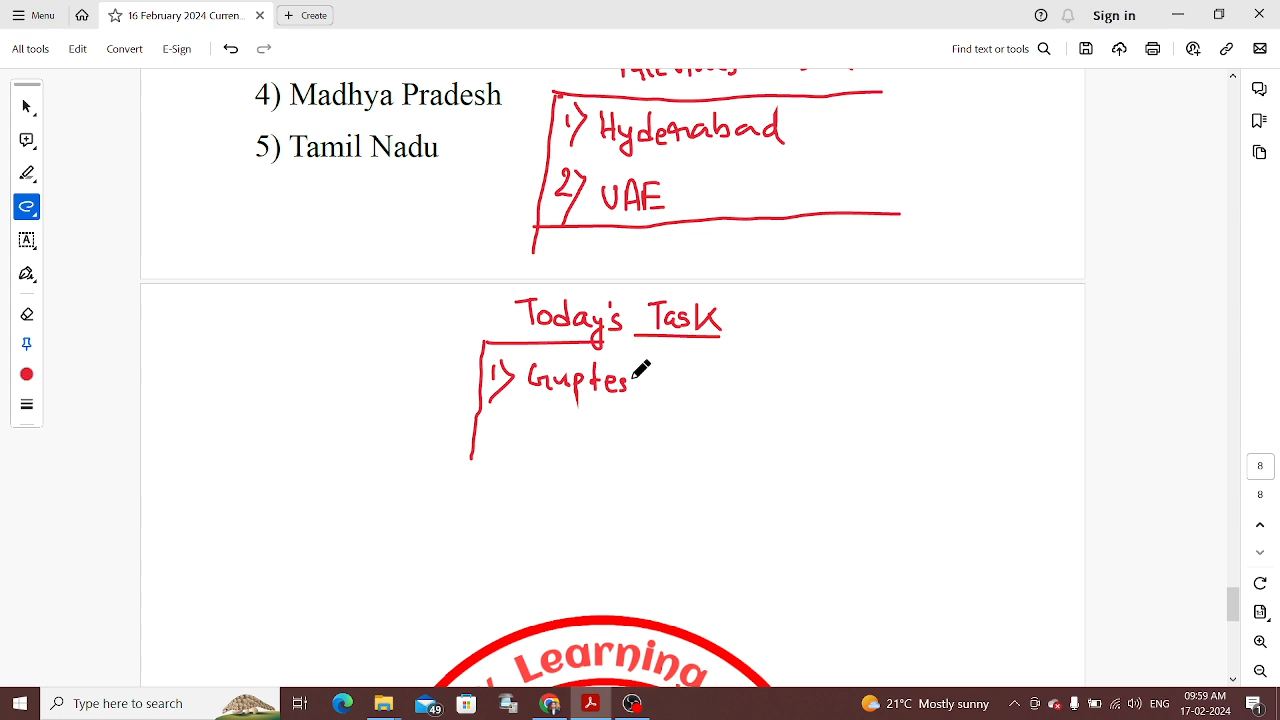 Menu
16 February 2024 Curren..
Create
Sign in
All tools
Edit
Convert
E-Sign
Find text or tools
4) Madhya Pradesh
1) Hyderabad
5) Tamil Nadu
2) UAE
Today's Task
1) Guptes
8
8
Learning
Type here to search
49
21°C Mostly sunny
ENG
09:59 AM
17-02-2024